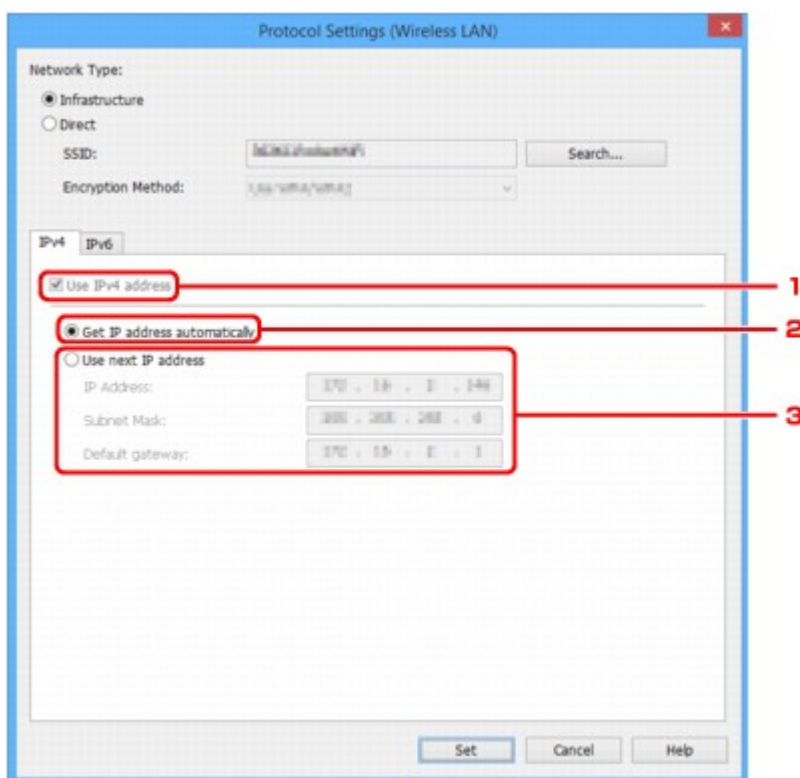 Protocol Settings (Wireless LAN)
Network Type:
Infrastructure
Direct
SSID: Search...
Encryption Method:
IPv4 IPv6
Use IPv4 address 1
Get IP address automatically 2
Use next IP address
IP Address:
Subnet Mask: 3
Default gateway:
Set Cancel Help